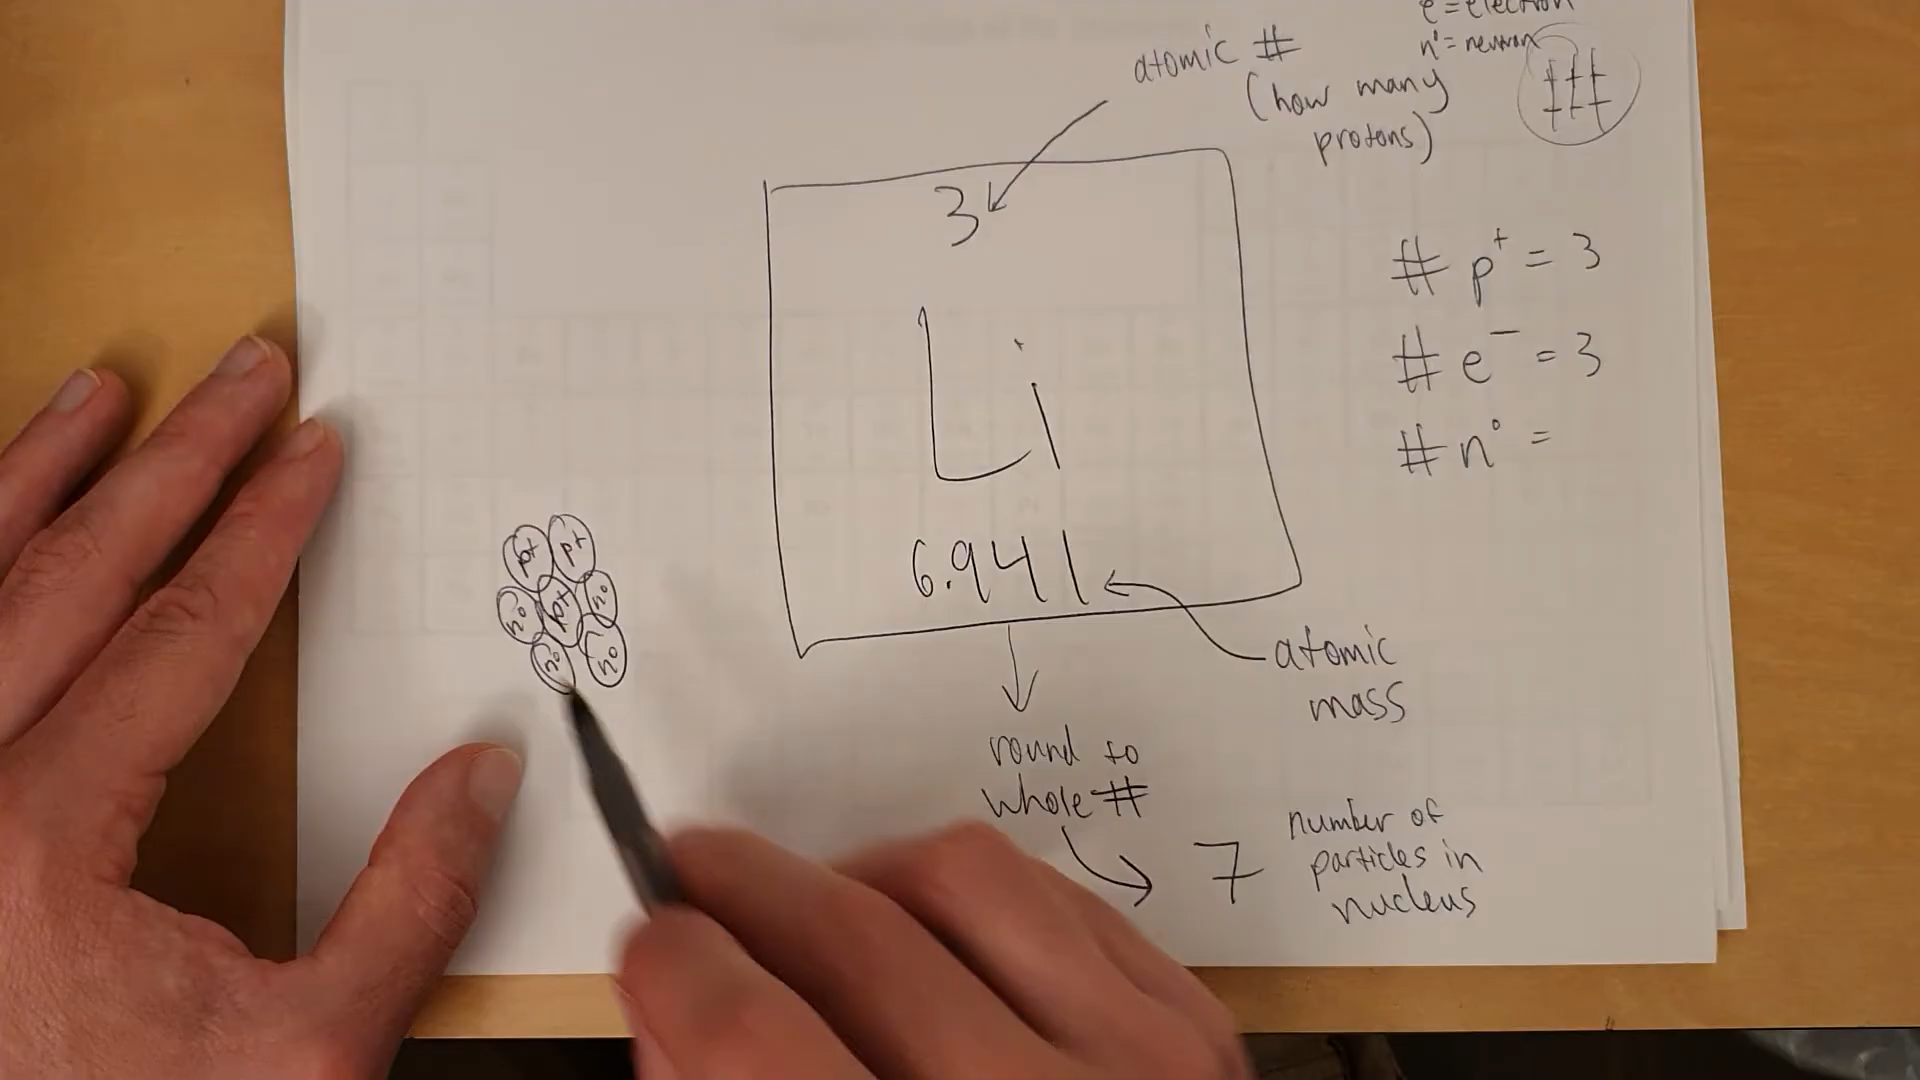 e = electron
n° = neutron
atomic #
(how many
protons)
3
Li
6.941
# p⁺ = 3
# e⁻ = 3
# n° =
p+
p+
n°
p+
n°
n°
n°
atomic
mass
round to
whole #
7
number of
particles in
nucleus